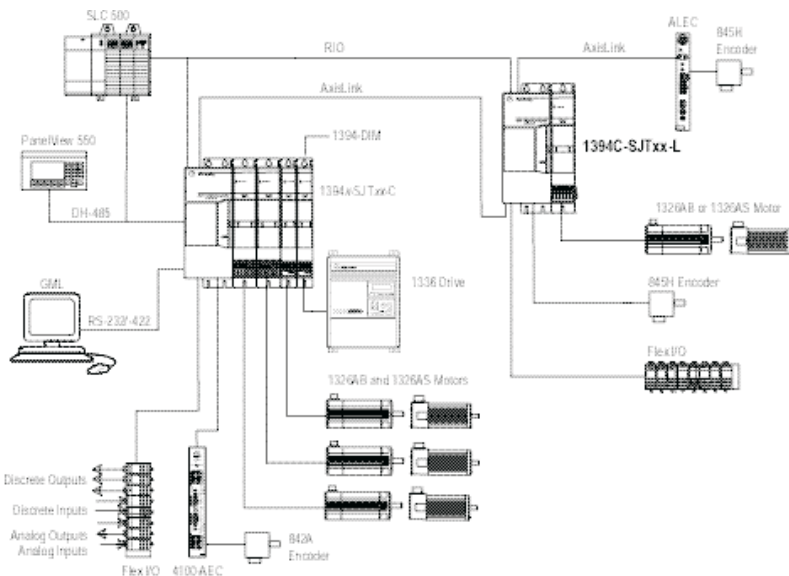 SLC 500
RIO
AxisLink
ALEC
845H
Encoder
AxisLink
PanelView 550
1394-DIM
1394C-SJTxx-L
1394x-SJTxx-C
DH-485
1326AB or 1326AS Motor
GML
1336 Drive
845H Encoder
RS-232/-422
Flex I/O
1326AB and 1326AS Motors
Discrete Outputs
Discrete Inputs
Analog Outputs
Analog Inputs
842A
Encoder
Flex I/O
4100-AEC